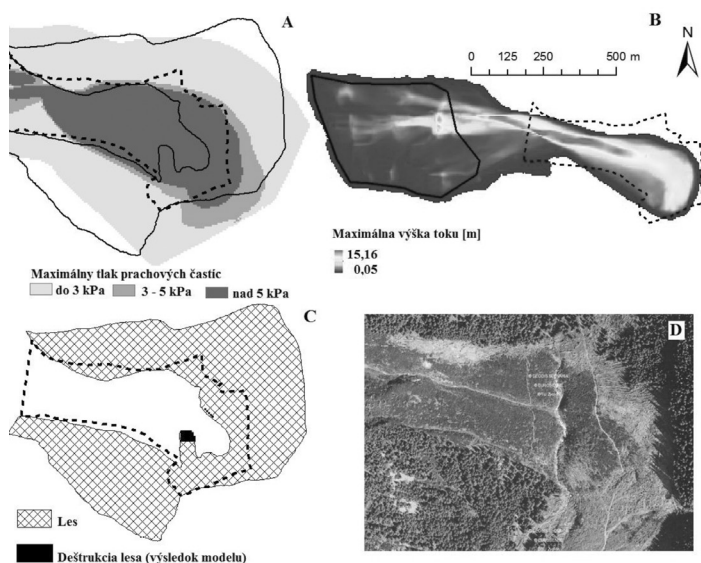 A
B
0 125 250 500 m
N
Maximálna výška toku [m]
15,16
0,05
Maximálny tlak prachových častíc
do 3 kPa 3 - 5 kPa nad 5 kPa
C
D
Les
Deštrukcia lesa (výsledok modelu)